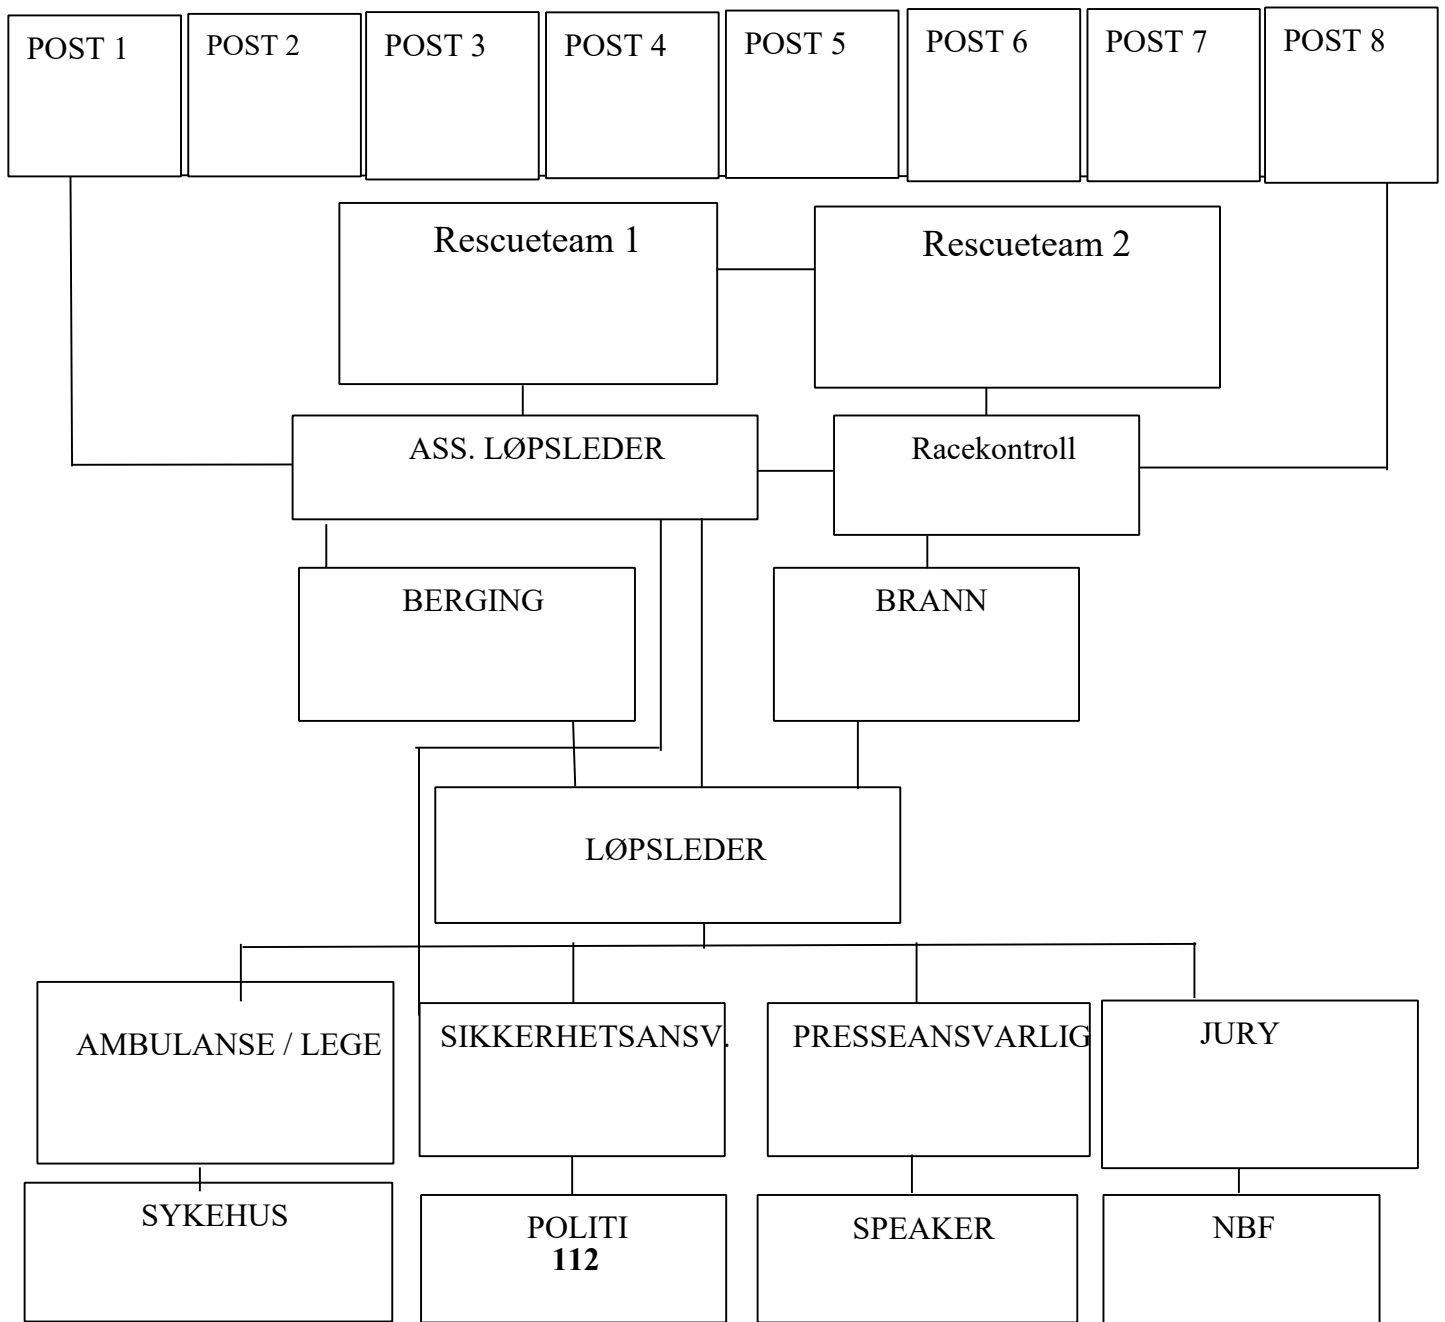 POST 1
POST 2
POST 3
POST 4
POST 5
POST 6
POST 7
POST 8
Rescueteam 1
Rescueteam 2
ASS. LØPSLEDER
Racekontroll
BERGING
BRANN
LØPSLEDER
AMBULANSE / LEGE
SIKKERHETSANSV.
PRESSEANSVARLIG
JURY
SYKEHUS
POLITI
112
SPEAKER
NBF